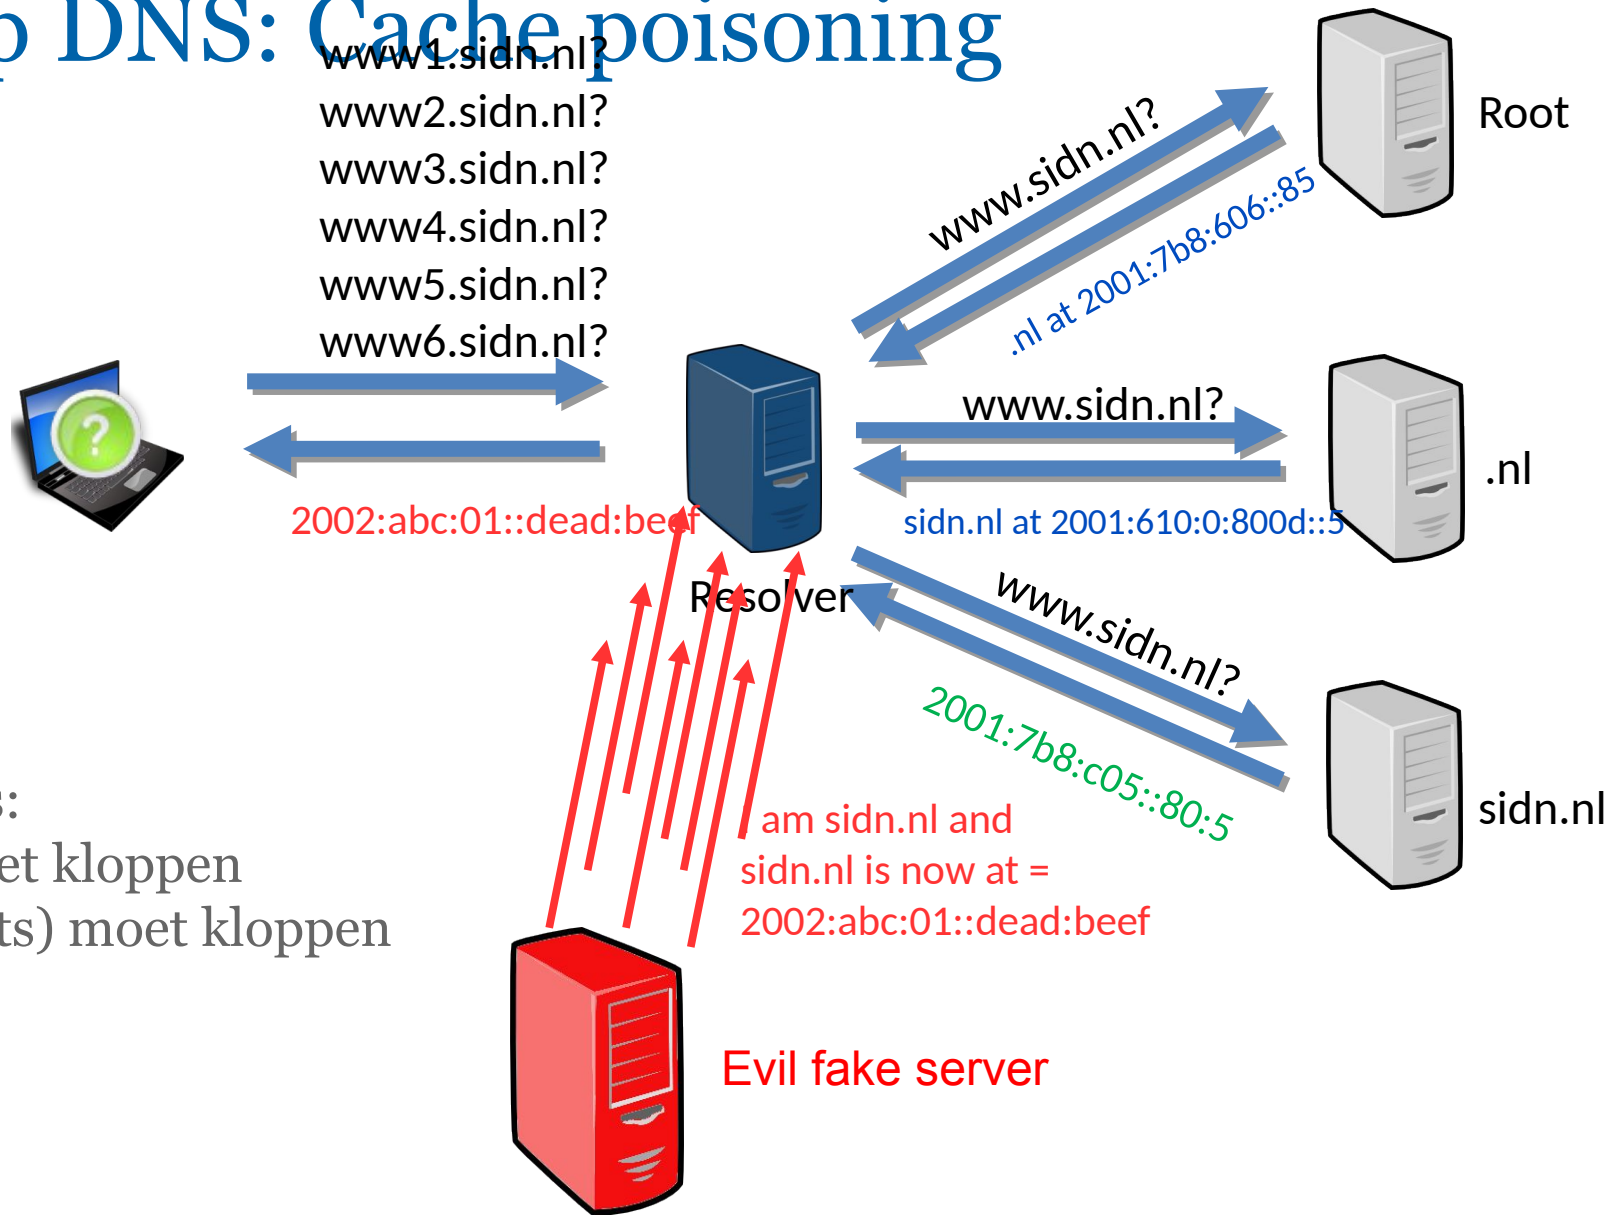 p DNS: Cache poisoning
www1.sidn.nl?
www2.sidn.nl?
www3.sidn.nl?
www4.sidn.nl?
www5.sidn.nl?
www6.sidn.nl?
www.sidn.nl?
.nl at 2001:7b8:606::85
Root
www.sidn.nl?
.nl
2002:abc:01::dead:beef
sidn.nl at 2001:610:0:800d::5
Resolver
www.sidn.nl?
2001:7b8:c05::80:5
sidn.nl
s:
et kloppen
ts) moet kloppen
am sidn.nl and
sidn.nl is now at =
2002:abc:01::dead:beef
Evil fake server